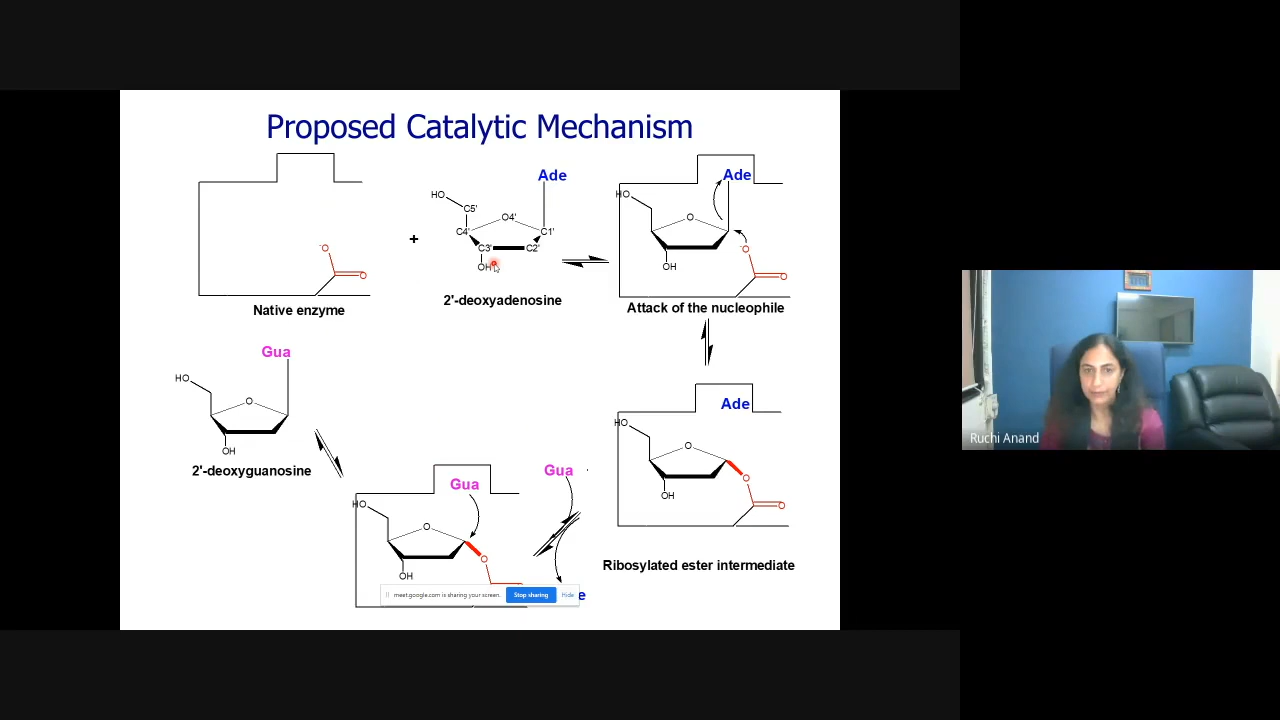 Proposed Catalytic Mechanism
-O
O
Native enzyme
+
HO
C5'
C4'
O4'
C1'
C3'
C2'
OH
Ade
2'-deoxyadenosine
HO
O
OH
Ade
-O
O
Attack of the nucleophile
Ade
HO
O
OH
O
O
Ribosylated ester intermediate
Gua
Gua
HO
O
OH
O
Gua
HO
O
OH
2'-deoxyguanosine
meet.google.com is sharing your screen.
Stop sharing
Hide
e
Ruchi Anand